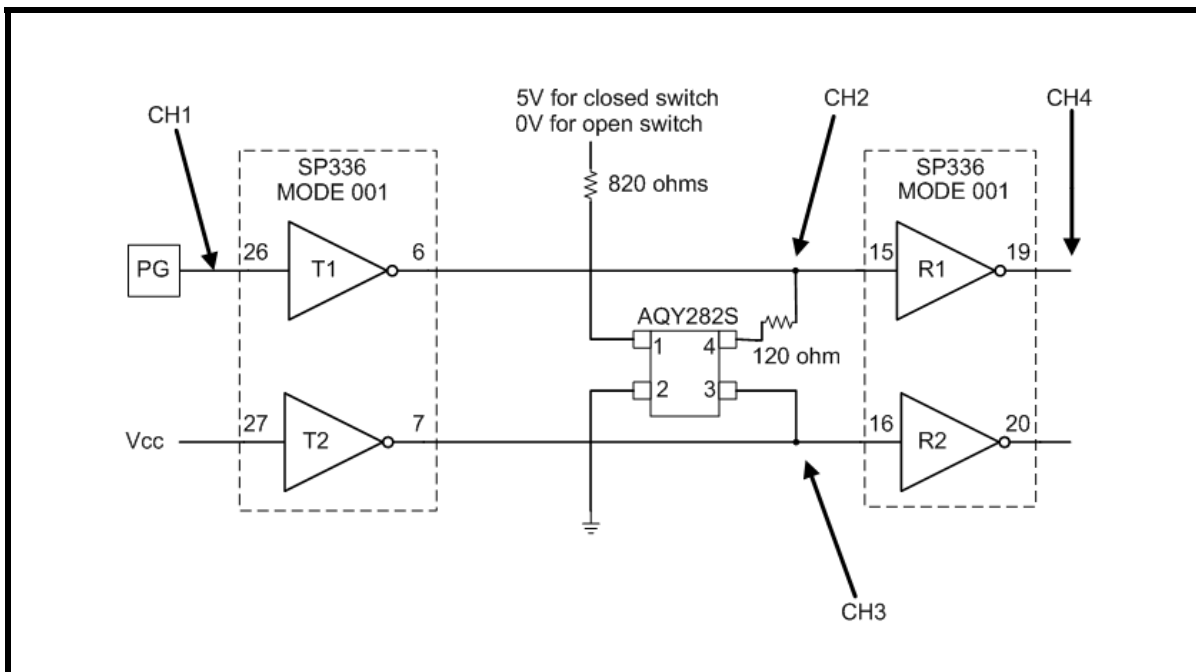 5V for closed switch
0V for open switch
CH1
CH2
CH4
SP336
MODE 001
820 ohms
SP336
MODE 001
PG
26
T1
6
15
R1
19
AQY282S
1
4
120 ohm
2
3
Vcc
27
T2
7
16
R2
20
CH3